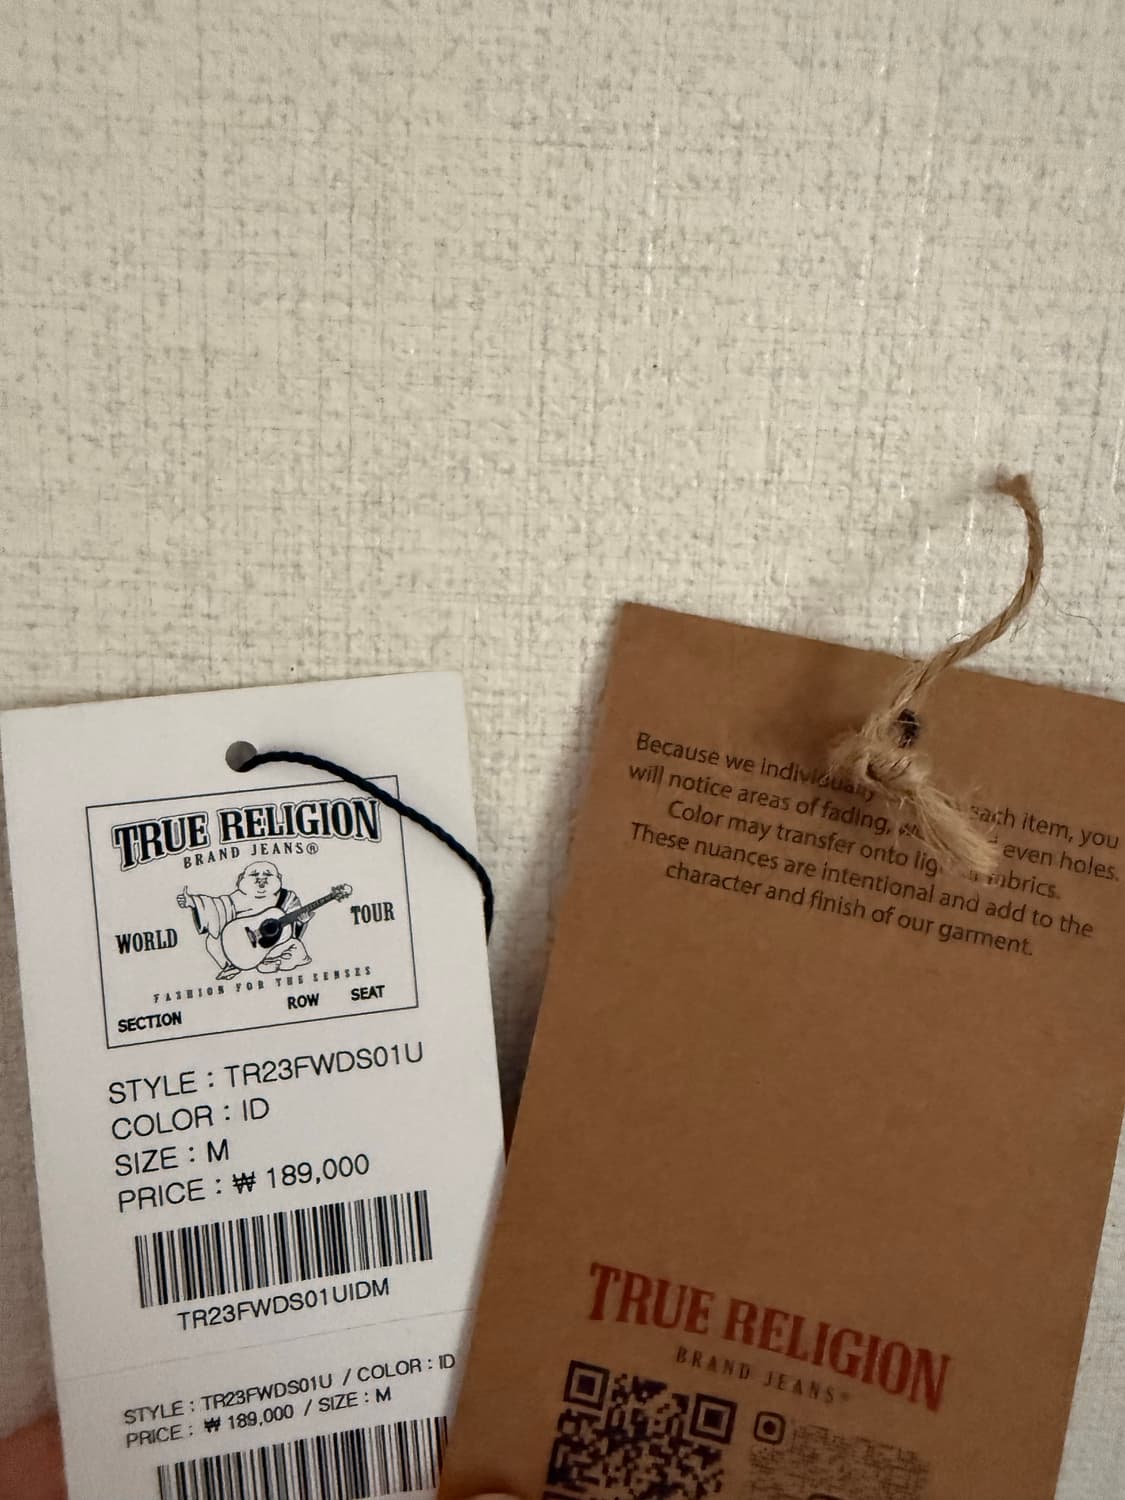 TRUE RELIGION
BRAND JEANS®
WORLD TOUR
FASHION FOR THE SENSES
SECTION ROW SEAT
STYLE : TR23FWDS01U
COLOR : ID
SIZE : M
PRICE : ₩ 189,000
TR23FWDS01UIDM
STYLE : TR23FWDS01U / COLOR : ID
PRICE : ₩ 189,000 / SIZE : M
Because we individually each item, you
will notice areas of fading, even holes.
Color may transfer onto fabrics.
These nuances are intentional and add to the
character and finish of our garment.
TRUE RELIGION
BRAND JEANS®